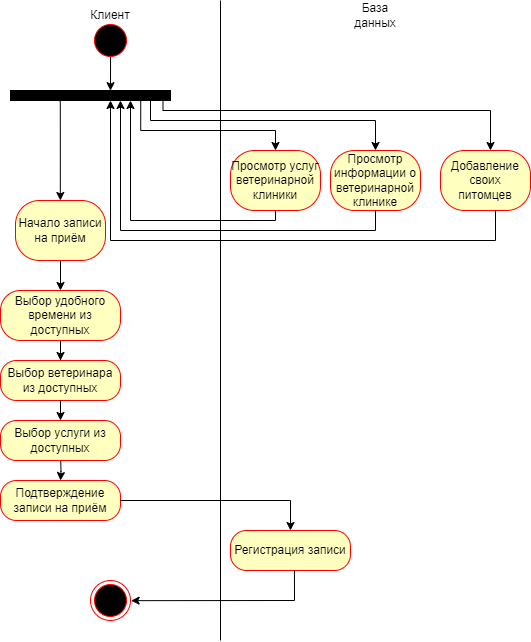 Клиент
База
данных
Просмотр услуг
ветеринарной
клиники
Просмотр
информации о
ветеринарной
клинике
Добавление
своих
питомцев
Начало записи
на приём
Выбор удобного
времени из
доступных
Выбор ветеринара
из доступных
Выбор услуги из
доступных
Подтверждение
записи на приём
Регистрация записи